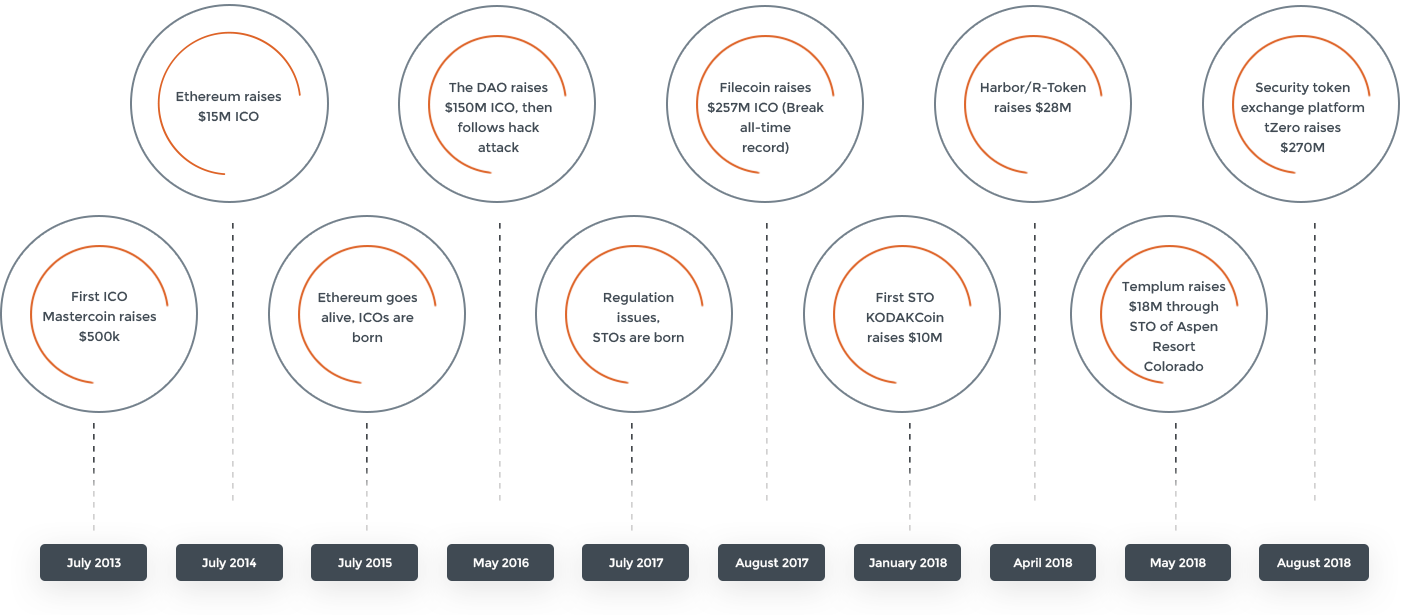 Ethereum raises
$15M ICO
The DAO raises
$150M ICO, then
follows hack
attack
Filecoin raises
$257M ICO (Break
all-time
record)
Harbor/R-Token
raises $28M
Security token
exchange platform
tZero raises
$270M
First ICO
Mastercoin raises
$500k
Ethereum goes
alive, ICOs are
born
Regulation
issues,
STOs are born
First STO
KODAKCoin
raises $10M
Templum raises
$18M through
STO of Aspen
Resort
Colorado
July 2013
July 2014
July 2015
May 2016
July 2017
August 2017
January 2018
April 2018
May 2018
August 2018